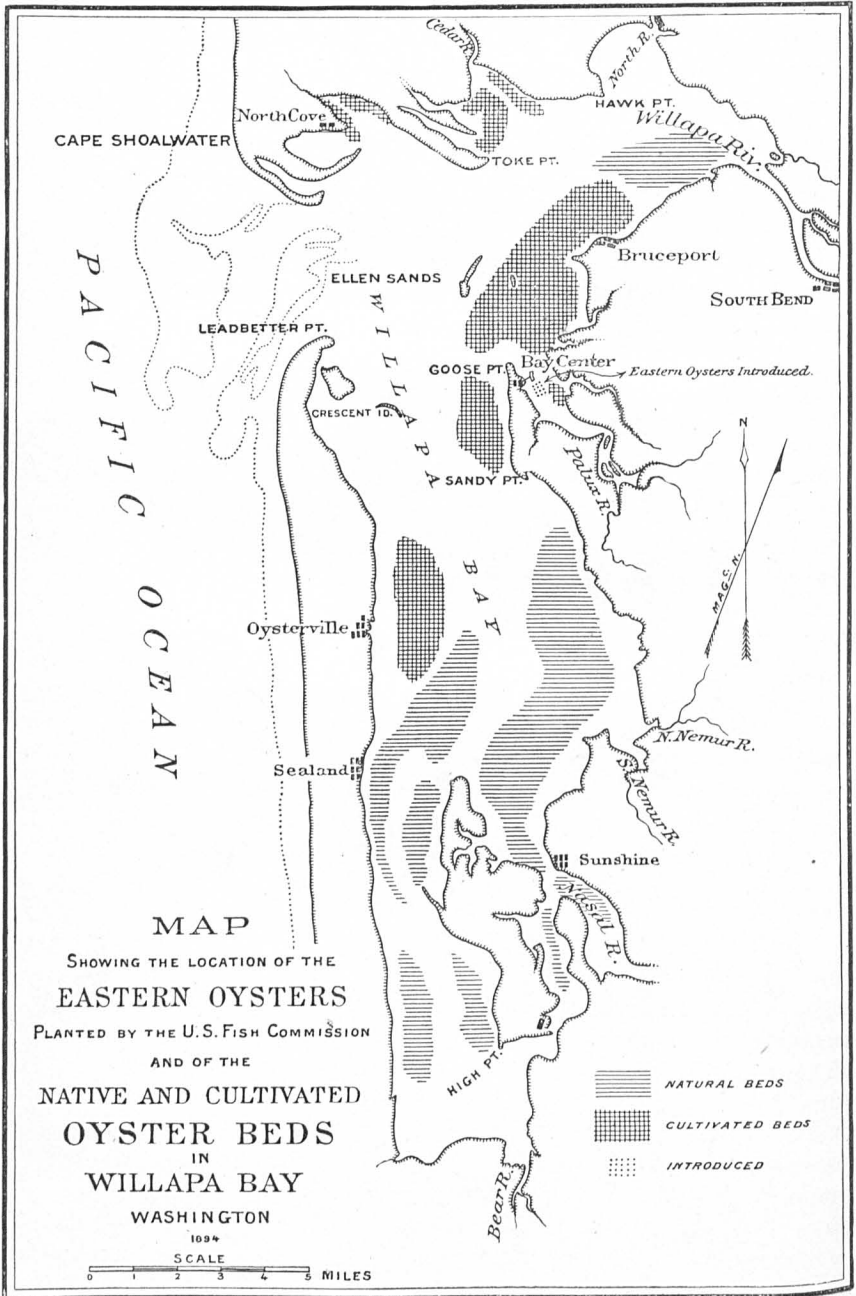 Cedar R.
North R.
North Cove
HAWK PT.
Willapa Riv.
CAPE SHOALWATER
TOKE PT.
Bruceport
ELLEN SANDS
SOUTH BEND
LEADBETTER PT.
GOOSE PT.
Bay Center
Eastern Oysters Introduced.
CRESCENT ID.
PACIFIC OCEAN
WILLAPA BAY
SANDY PT.
Palux R.
N
MAG. N.
Oysterville
N. Nemur R.
Sealand
S. Nemur R.
Sunshine
Nasal R.
MAP
SHOWING THE LOCATION OF THE
EASTERN OYSTERS
PLANTED BY THE U.S. FISH COMMISSION
AND OF THE
NATIVE AND CULTIVATED
OYSTER BEDS
IN
WILLAPA BAY
WASHINGTON
1894
SCALE
0 1 2 3 4 5 MILES
HIGH PT.
Bear R.
NATURAL BEDS
CULTIVATED BEDS
INTRODUCED